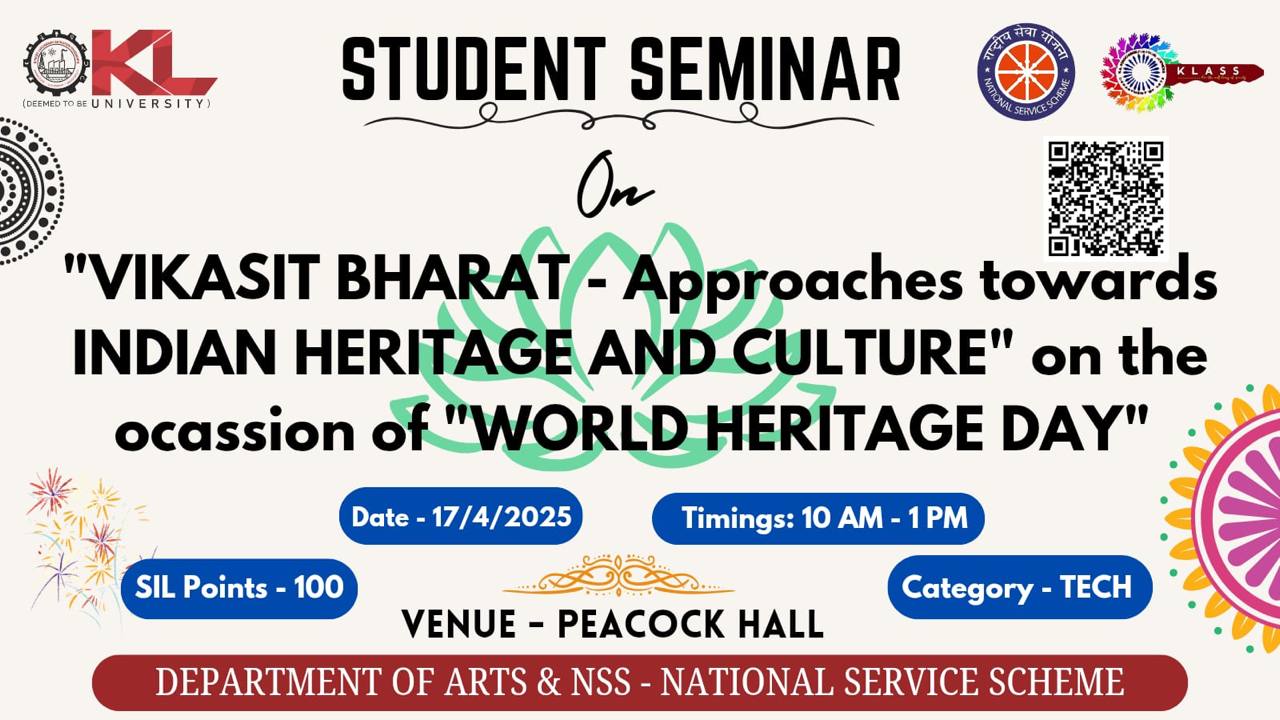 KL
(DEEMED TO BE UNIVERSITY)
STUDENT SEMINAR
राष्ट्रीय सेवा योजना
NATIONAL SERVICE SCHEME
KLASS
On
"VIKASIT BHARAT - Approaches towards
INDIAN HERITAGE AND CULTURE" on the
ocassion of "WORLD HERITAGE DAY"
Date - 17/4/2025
Timings: 10 AM - 1 PM
SIL Points - 100
Category - TECH
VENUE - PEACOCK HALL
DEPARTMENT OF ARTS & NSS - NATIONAL SERVICE SCHEME